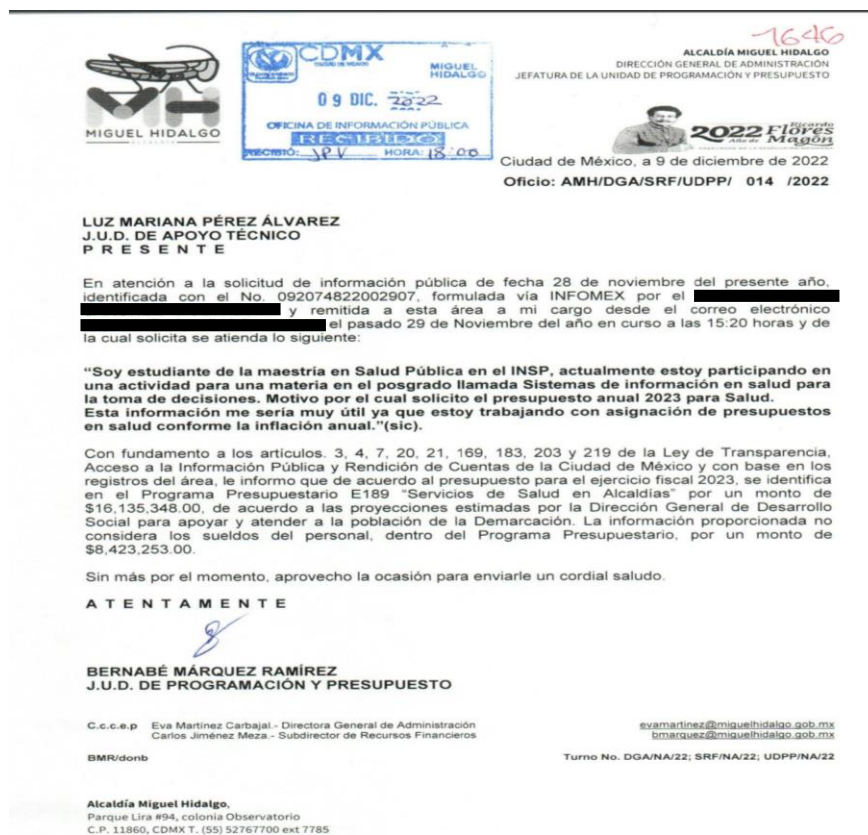 1646
MIGUEL HIDALGO
ALCALDÍA
CDMX
CIUDAD DE MÉXICO
MIGUEL
HIDALGO
09 DIC. 2022
OFICINA DE INFORMACIÓN PÚBLICA
RECIBIDO
RECIBIÓ: JPV HORA: 18:00
ALCALDÍA MIGUEL HIDALGO
DIRECCIÓN GENERAL DE ADMINISTRACIÓN
JEFATURA DE LA UNIDAD DE PROGRAMACIÓN Y PRESUPUESTO
2022 Ricardo
Año de Flores
Magón
Ciudad de México, a 9 de diciembre de 2022
Oficio: AMH/DGA/SRF/UDPP/ 014 /2022
LUZ MARIANA PÉREZ ÁLVAREZ
J.U.D. DE APOYO TÉCNICO
P R E S E N T E
En atención a la solicitud de información pública de fecha 28 de noviembre del presente año,
identificada con el No. 092074822002907, formulada vía INFOMEX por el
y remitida a esta área a mi cargo desde el correo electrónico
el pasado 29 de Noviembre del año en curso a las 15:20 horas y de
la cual solicita se atienda lo siguiente:
“Soy estudiante de la maestría en Salud Pública en el INSP, actualmente estoy participando en
una actividad para una materia en el posgrado llamada Sistemas de información en salud para
la toma de decisiones. Motivo por el cual solicito el presupuesto anual 2023 para Salud.
Esta información me sería muy útil ya que estoy trabajando con asignación de presupuestos
en salud conforme la inflación anual.”(sic).
Con fundamento a los artículos. 3, 4, 7, 20, 21, 169, 183, 203 y 219 de la Ley de Transparencia,
Acceso a la Información Pública y Rendición de Cuentas de la Ciudad de México y con base en los
registros del área, le informo que de acuerdo al presupuesto para el ejercicio fiscal 2023, se identifica
en el Programa Presupuestario E189 “Servicios de Salud en Alcaldías” por un monto de
$16,135,348.00, de acuerdo a las proyecciones estimadas por la Dirección General de Desarrollo
Social para apoyar y atender a la población de la Demarcación. La información proporcionada no
considera los sueldos del personal, dentro del Programa Presupuestario, por un monto de
$8,423,253.00.
Sin más por el momento, aprovecho la ocasión para enviarle un cordial saludo.
A T E N T A M E N T E
BERNABÉ MÁRQUEZ RAMÍREZ
J.U.D. DE PROGRAMACIÓN Y PRESUPUESTO
C.c.c.e.p Eva Martínez Carbajal.- Directora General de Administración evamartinez@miguelhidalgo.gob.mx
Carlos Jiménez Meza.- Subdirector de Recursos Financieros bmarquez@miguelhidalgo.gob.mx
BMR/donb Turno No. DGA/NA/22; SRF/NA/22; UDPP/NA/22
Alcaldía Miguel Hidalgo,
Parque Lira #94, colonia Observatorio
C.P. 11860, CDMX T. (55) 52767700 ext 7785